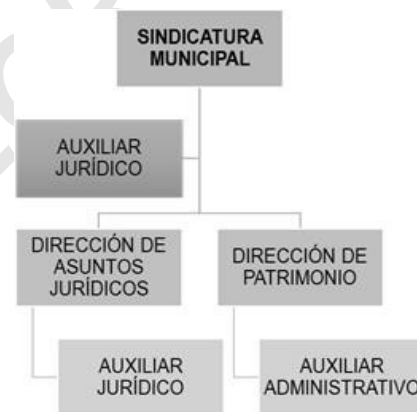 SINDICATURA
MUNICIPAL
AUXILIAR
JURÍDICO
DIRECCIÓN DE
ASUNTOS
JURÍDICOS
DIRECCIÓN DE
PATRIMONIO
AUXILIAR
JURÍDICO
AUXILIAR
ADMINISTRATIVO